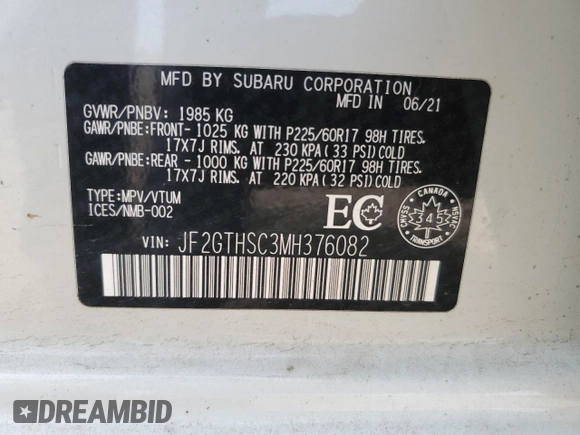 MFD BY SUBARU CORPORATION
MFD IN 06/21
GVWR/PNBV: 1985 KG
GAWR/PNBE:FRONT- 1025 KG WITH P225/60R17 98H TIRES.
17X7J RIMS. AT 230 KPA(33 PSI)COLD
GAWR/PNBE:REAR - 1000 KG WITH P225/60R17 98H TIRES.
17X7J RIMS. AT 220 KPA(32 PSI)COLD
TYPE:MPV/VTUM
ICES/NMB-002
EC
CANADA
CMVSS 345 NSVAC
TRANSPORT
VIN: JF2GTHSC3MH376082
DREAMBID